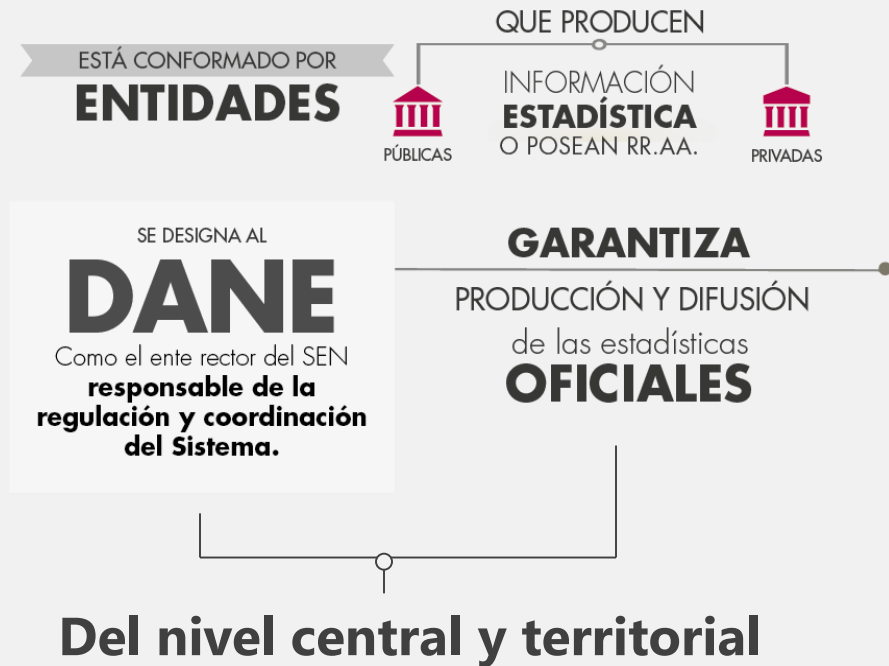 ESTÁ CONFORMADO POR
ENTIDADES
QUE PRODUCEN
PÚBLICAS
INFORMACIÓN
ESTADÍSTICA
O POSEAN RR.AA.
PRIVADAS
SE DESIGNA AL
DANE
Como el ente rector del SEN
responsable de la
regulación y coordinación
del Sistema.
GARANTIZA
PRODUCCIÓN Y DIFUSIÓN
de las estadísticas
OFICIALES
Del nivel central y territorial